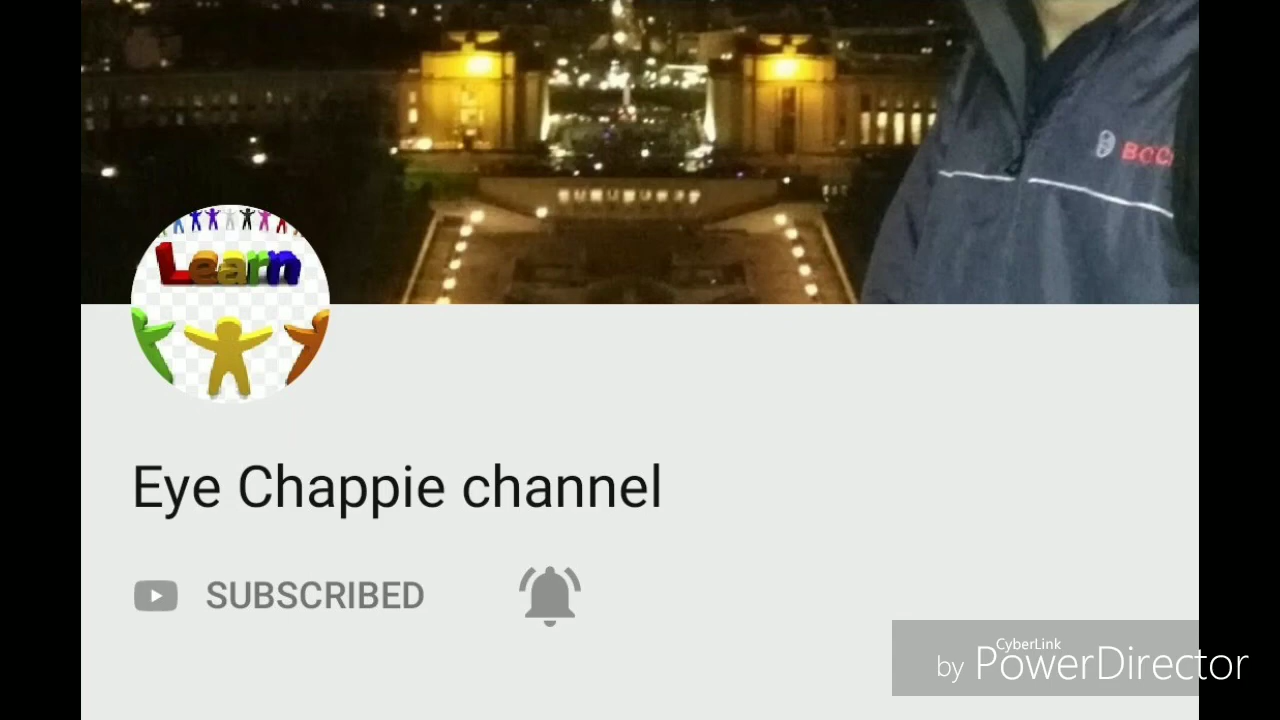 Learn
Eye Chappie channel
SUBSCRIBED
CyberLink
by PowerDirector